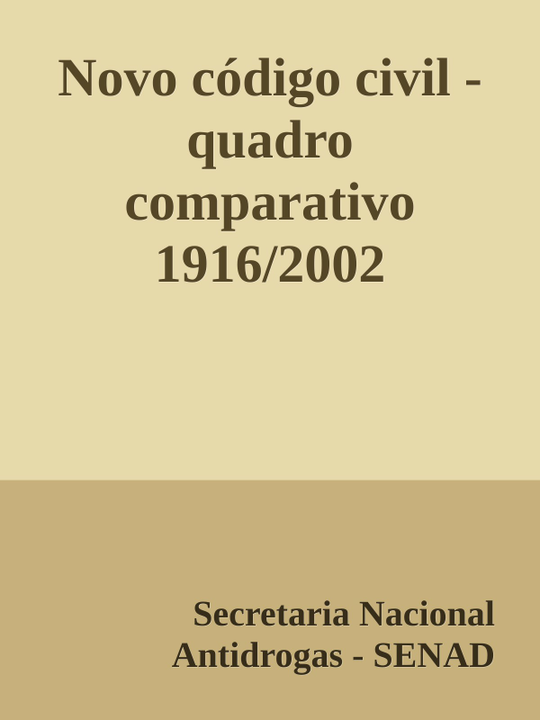 Novo código civil -
quadro
comparativo
1916/2002
Secretaria Nacional
Antidrogas - SENAD